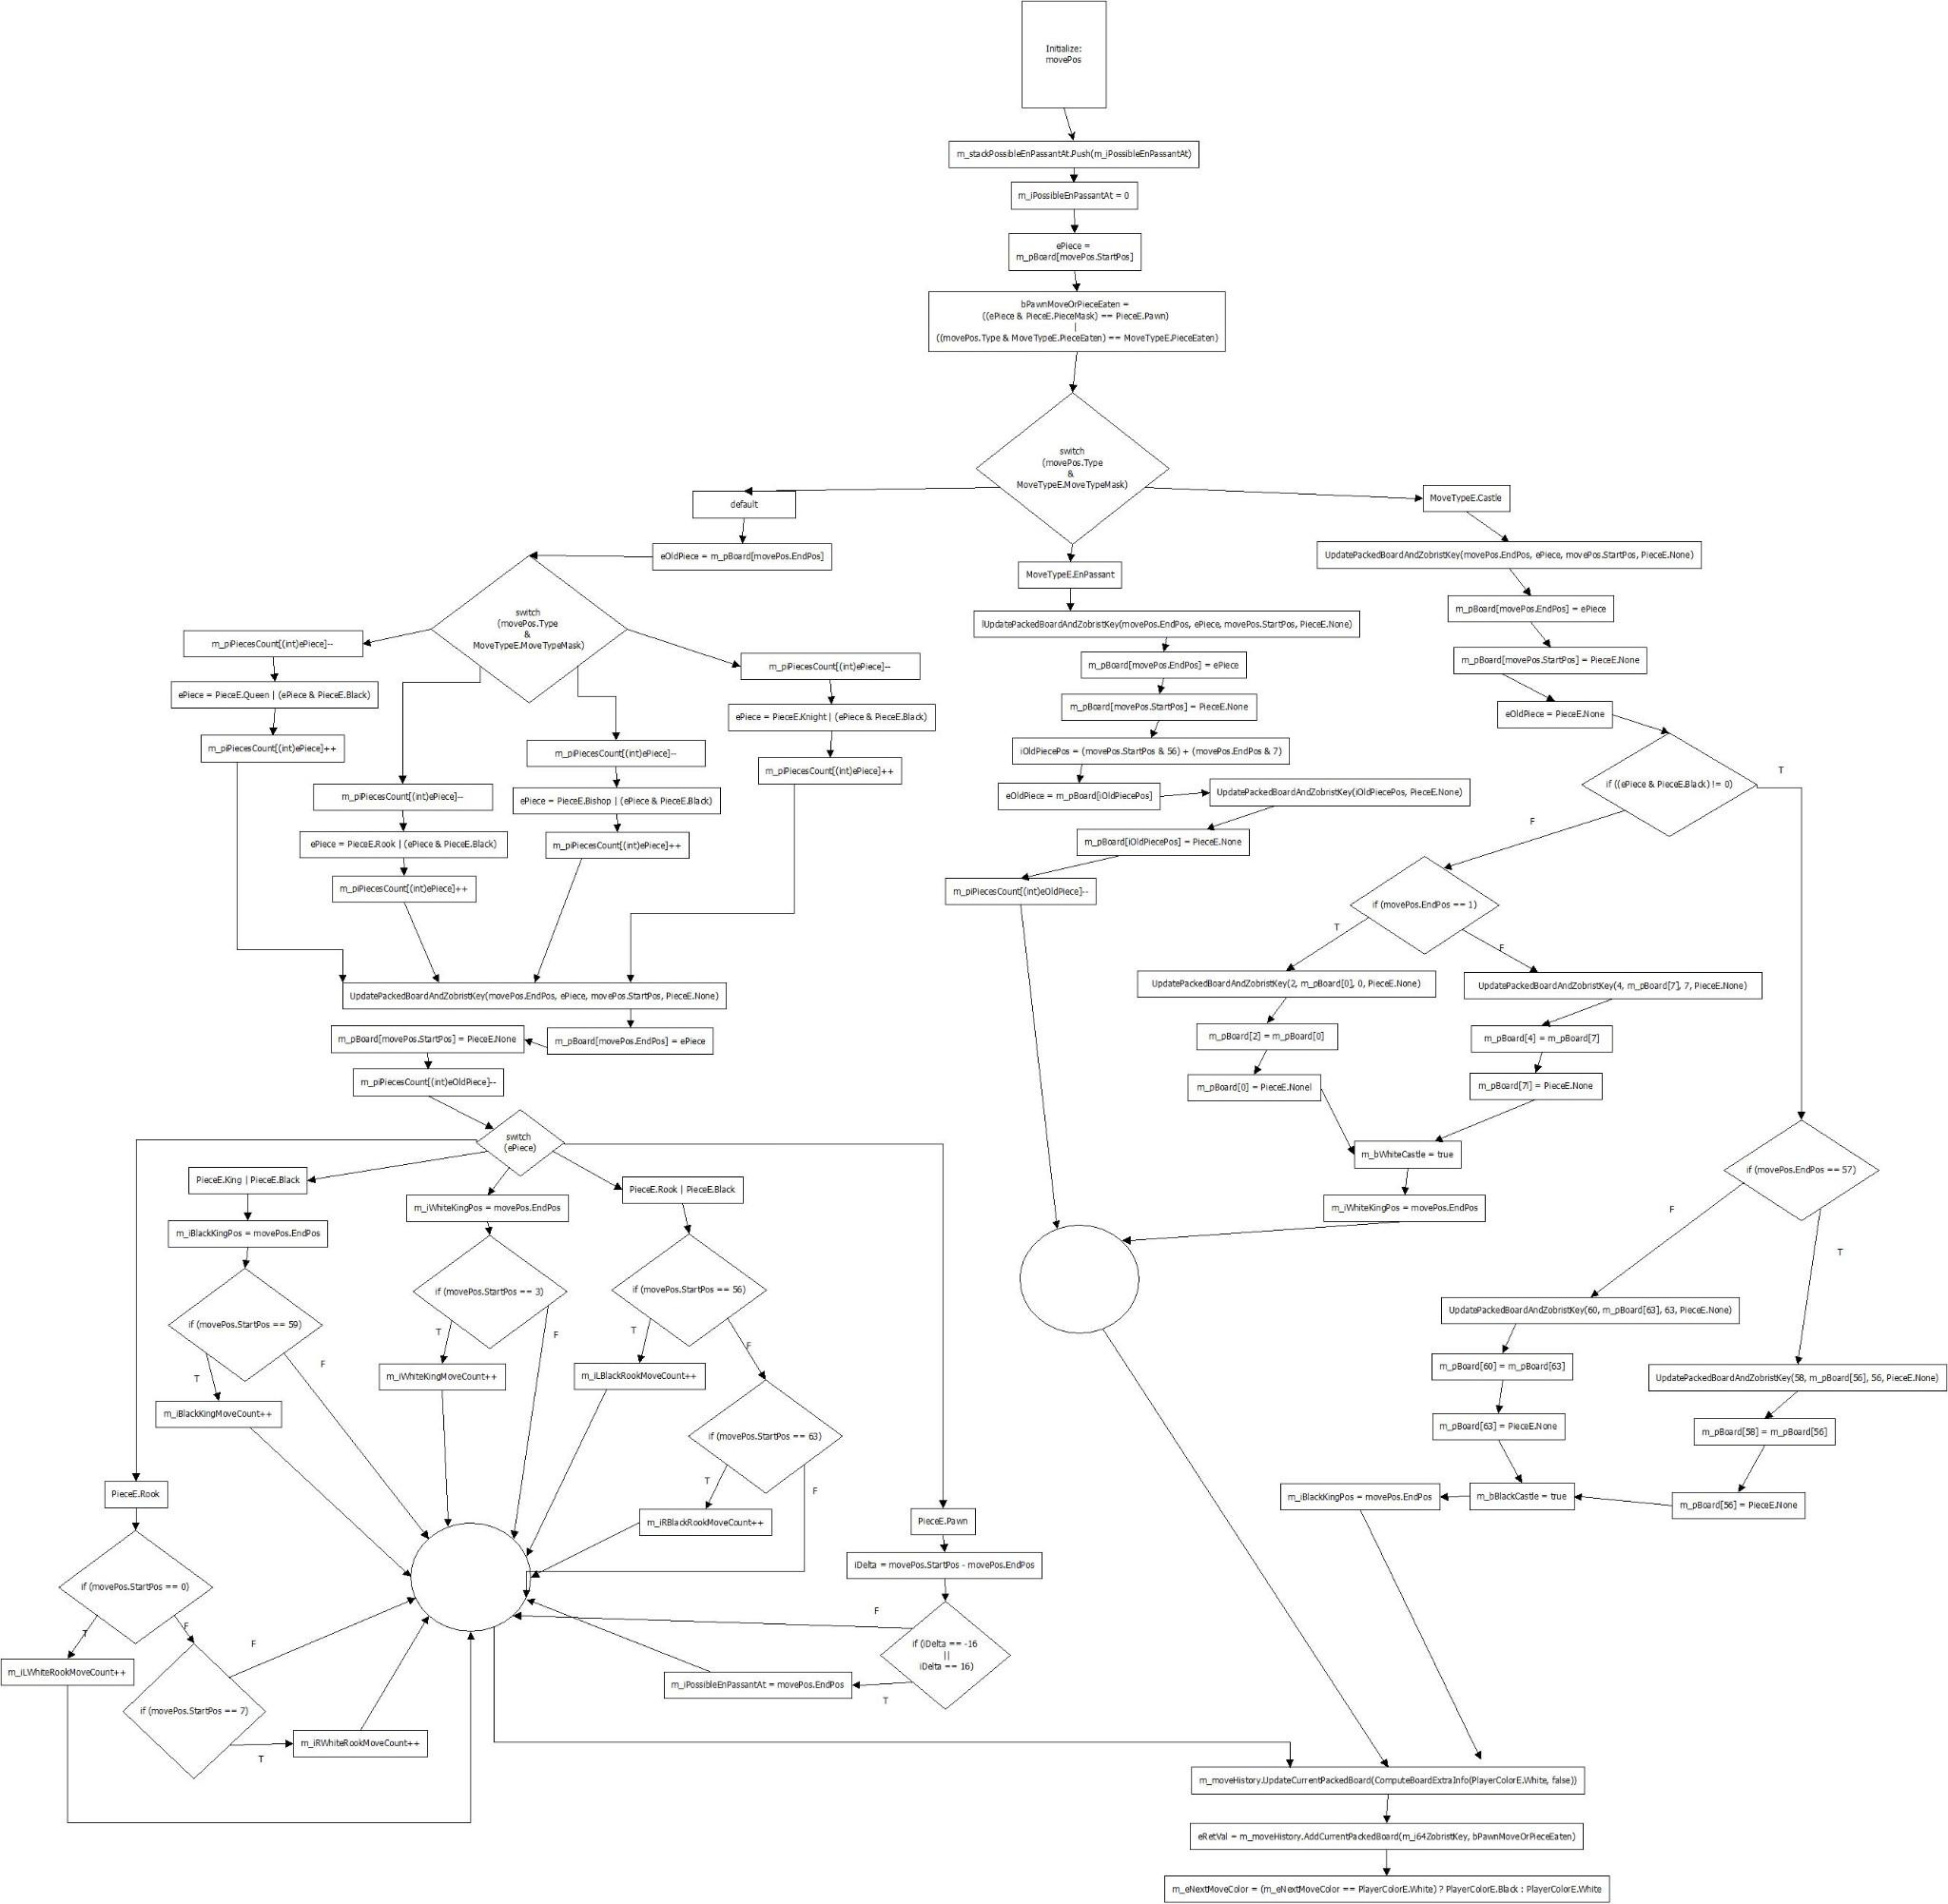 Initialize:
movePos
m_stackPossibleEnPassantAt.Push(m_iPossibleEnPassantAt)
m_iPossibleEnPassantAt = 0
ePiece =
m_pBoard[movePos.StartPos]
bPawnMoveOrPieceEaten =
((ePiece & PieceE.PieceMask) == PieceE.Pawn)
|
((movePos.Type & MoveTypeE.PieceEaten) == MoveTypeE.PieceEaten)
switch
(movePos.Type
&
MoveTypeE.MoveTypeMask)
default
eOldPiece = m_pBoard[movePos.EndPos]
switch
(movePos.Type
&
MoveTypeE.MoveTypeMask)
m_piPiecesCount[(int)ePiece]--
ePiece = PieceE.Queen | (ePiece & PieceE.Black)
m_piPiecesCount[(int)ePiece]++
m_piPiecesCount[(int)ePiece]--
ePiece = PieceE.Rook | (ePiece & PieceE.Black)
m_piPiecesCount[(int)ePiece]++
m_piPiecesCount[(int)ePiece]--
ePiece = PieceE.Bishop | (ePiece & PieceE.Black)
m_piPiecesCount[(int)ePiece]++
m_piPiecesCount[(int)ePiece]--
ePiece = PieceE.Knight | (ePiece & PieceE.Black)
m_piPiecesCount[(int)ePiece]++
UpdatePackedBoardAndZobristKey(movePos.EndPos, ePiece, movePos.StartPos, PieceE.None)
m_pBoard[movePos.EndPos] = ePiece
m_pBoard[movePos.StartPos] = PieceE.None
m_piPiecesCount[(int)eOldPiece]--
switch
(ePiece)
PieceE.King | PieceE.Black
m_iBlackKingPos = movePos.EndPos
if (movePos.StartPos == 59)
T
F
m_iBlackKingMoveCount++
m_iWhiteKingPos = movePos.EndPos
if (movePos.StartPos == 3)
T
F
m_iWhiteKingMoveCount++
PieceE.Rook | PieceE.Black
if (movePos.StartPos == 56)
T
F
m_iLBlackRookMoveCount++
if (movePos.StartPos == 63)
T
F
m_iRBlackRookMoveCount++
PieceE.Rook
if (movePos.StartPos == 0)
T
F
m_iLWhiteRookMoveCount++
if (movePos.StartPos == 7)
F
T
m_iRWhiteRookMoveCount++
PieceE.Pawn
iDelta = movePos.StartPos - movePos.EndPos
if (iDelta == -16
||
iDelta == 16)
F
T
m_iPossibleEnPassantAt = movePos.EndPos
MoveTypeE.EnPassant
lUpdatePackedBoardAndZobristKey(movePos.EndPos, ePiece, movePos.StartPos, PieceE.None)
m_pBoard[movePos.EndPos] = ePiece
m_pBoard[movePos.StartPos] = PieceE.None
iOldPiecePos = (movePos.StartPos & 56) + (movePos.EndPos & 7)
eOldPiece = m_pBoard[iOldPiecePos]
UpdatePackedBoardAndZobristKey(iOldPiecePos, PieceE.None)
m_pBoard[iOldPiecePos] = PieceE.None
m_piPiecesCount[(int)eOldPiece]--
MoveTypeE.Castle
UpdatePackedBoardAndZobristKey(movePos.EndPos, ePiece, movePos.StartPos, PieceE.None)
m_pBoard[movePos.EndPos] = ePiece
m_pBoard[movePos.StartPos] = PieceE.None
eOldPiece = PieceE.None
if ((ePiece & PieceE.Black) != 0)
T
F
if (movePos.EndPos == 1)
T
F
UpdatePackedBoardAndZobristKey(2, m_pBoard[0], 0, PieceE.None)
m_pBoard[2] = m_pBoard[0]
m_pBoard[0] = PieceE.Nonel
UpdatePackedBoardAndZobristKey(4, m_pBoard[7], 7, PieceE.None)
m_pBoard[4] = m_pBoard[7]
m_pBoard[7l] = PieceE.None
m_bWhiteCastle = true
m_iWhiteKingPos = movePos.EndPos
if (movePos.EndPos == 57)
F
T
UpdatePackedBoardAndZobristKey(60, m_pBoard[63], 63, PieceE.None)
m_pBoard[60] = m_pBoard[63]
m_pBoard[63] = PieceE.None
UpdatePackedBoardAndZobristKey(58, m_pBoard[56], 56, PieceE.None)
m_pBoard[58] = m_pBoard[56]
m_pBoard[56] = PieceE.None
m_bBlackCastle = true
m_iBlackKingPos = movePos.EndPos
m_moveHistory.UpdateCurrentPackedBoard(ComputeBoardExtraInfo(PlayerColorE.White, false))
eRetVal = m_moveHistory.AddCurrentPackedBoard(m_i64ZobristKey, bPawnMoveOrPieceEaten)
m_eNextMoveColor = (m_eNextMoveColor == PlayerColorE.White) ? PlayerColorE.Black : PlayerColorE.White